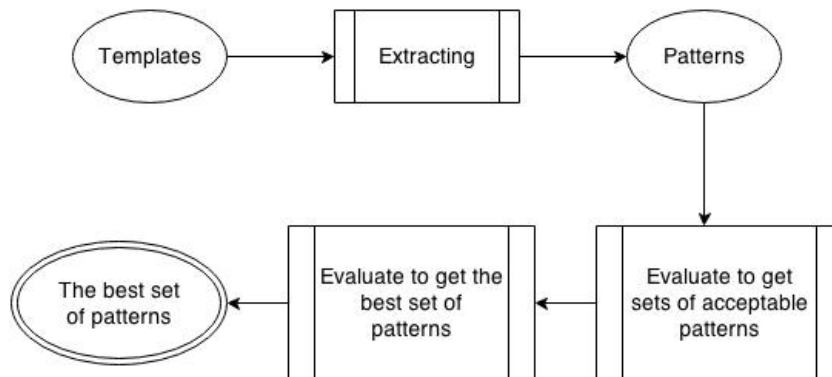 Templates
Extracting
Patterns
Evaluate to get
sets of acceptable
patterns
Evaluate to get the
best set of
patterns
The best set
of patterns